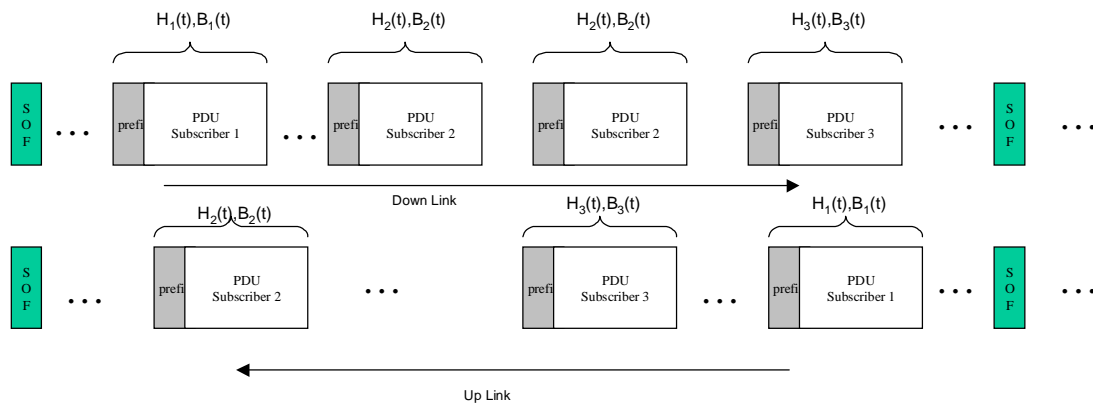 H1(t),B1(t)
H2(t),B2(t)
H2(t),B2(t)
H3(t),B3(t)
S
O
F
...
prefi
PDU
Subscriber 1
...
prefi
PDU
Subscriber 2
prefi
PDU
Subscriber 2
prefi
PDU
Subscriber 3
...
S
O
F
...
Down Link
H2(t),B2(t)
H3(t),B3(t)
H1(t),B1(t)
S
O
F
...
prefi
PDU
Subscriber 2
...
prefi
PDU
Subscriber 3
...
prefi
PDU
Subscriber 1
...
S
O
F
...
Up Link